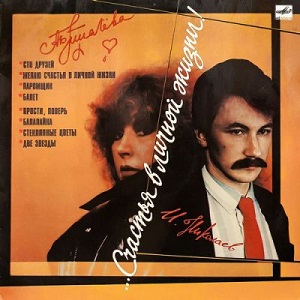 А. Пугачева
СТО ДРУЗЕЙ
ЖЕЛАЮ СЧАСТЬЯ В ЛИЧНОЙ ЖИЗНИ
ПАРОМЩИК
БАЛЕТ
ПРОСТИ, ПОВЕРЬ
БАЛАЛАЙКА
СТЕКЛЯННЫЕ ЦВЕТЫ
ДВЕ ЗВЕЗДЫ
...Счастья в личной жизни!
И. Николаев